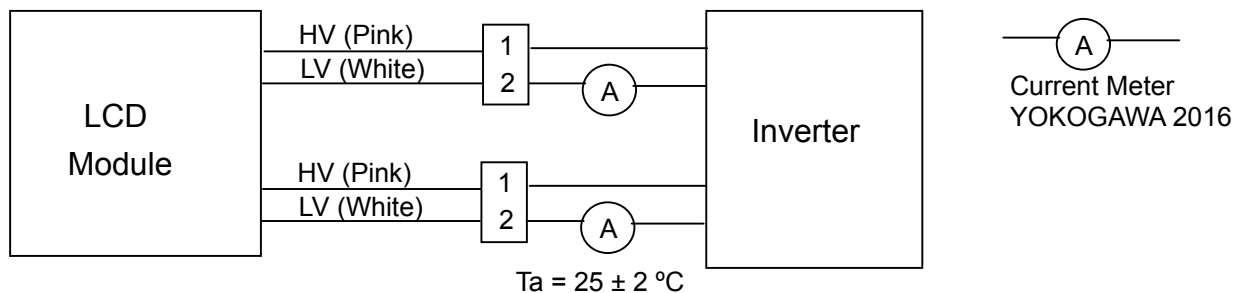 HV (Pink)
1
LV (White)
2
A
LCD
Module
Inverter
HV (Pink)
1
LV (White)
2
A
Ta = 25 ± 2 ºC
A
Current Meter
YOKOGAWA 2016